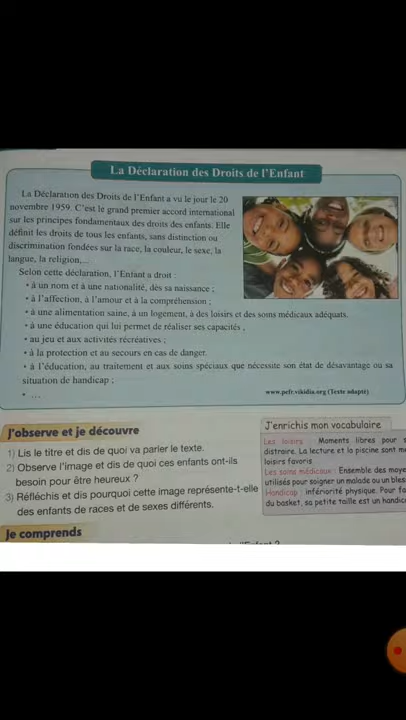 La Déclaration des Droits de l'Enfant
La Déclaration des Droits de l'Enfant a vu le jour le 20
novembre 1959. C'est le grand premier accord international
sur les principes fondamentaux des droits des enfants. Elle
définit les droits de tous les enfants, sans distinction ou
discrimination fondées sur la race, la couleur, le sexe, la
langue, la religion,...
Selon cette déclaration, l'Enfant a droit :
• à un nom et à une nationalité, dès sa naissance ;
• à l'affection, à l'amour et à la compréhension ;
• à une alimentation saine, à un logement, à des loisirs et des soins médicaux adéquats.
• à une éducation qui lui permet de réaliser ses capacités ;
• au jeu et aux activités récréatives ;
• à la protection et au secours en cas de danger.
• à l'éducation, au traitement et aux soins spéciaux que nécessite son état de désavantage ou sa
situation de handicap ;
• ...
www.pefr.vikidia.org (Texte adapté)
J'observe et je découvre
1) Lis le titre et dis de quoi va parler le texte.
2) Observe l'image et dis de quoi ces enfants ont-ils
besoin pour être heureux ?
3) Réfléchis et dis pourquoi cette image représente-t-elle
des enfants de races et de sexes différents.
Je comprends
J'enrichis mon vocabulaire
Les loisirs : Moments libres pour
distraire. La lecture et la piscine sont
loisirs favoris
Les soins médicaux : Ensemble des
utilisés pour soigner un malade ou un
Handicap : infériorité physique. Pour
du basket, sa petite taille est un